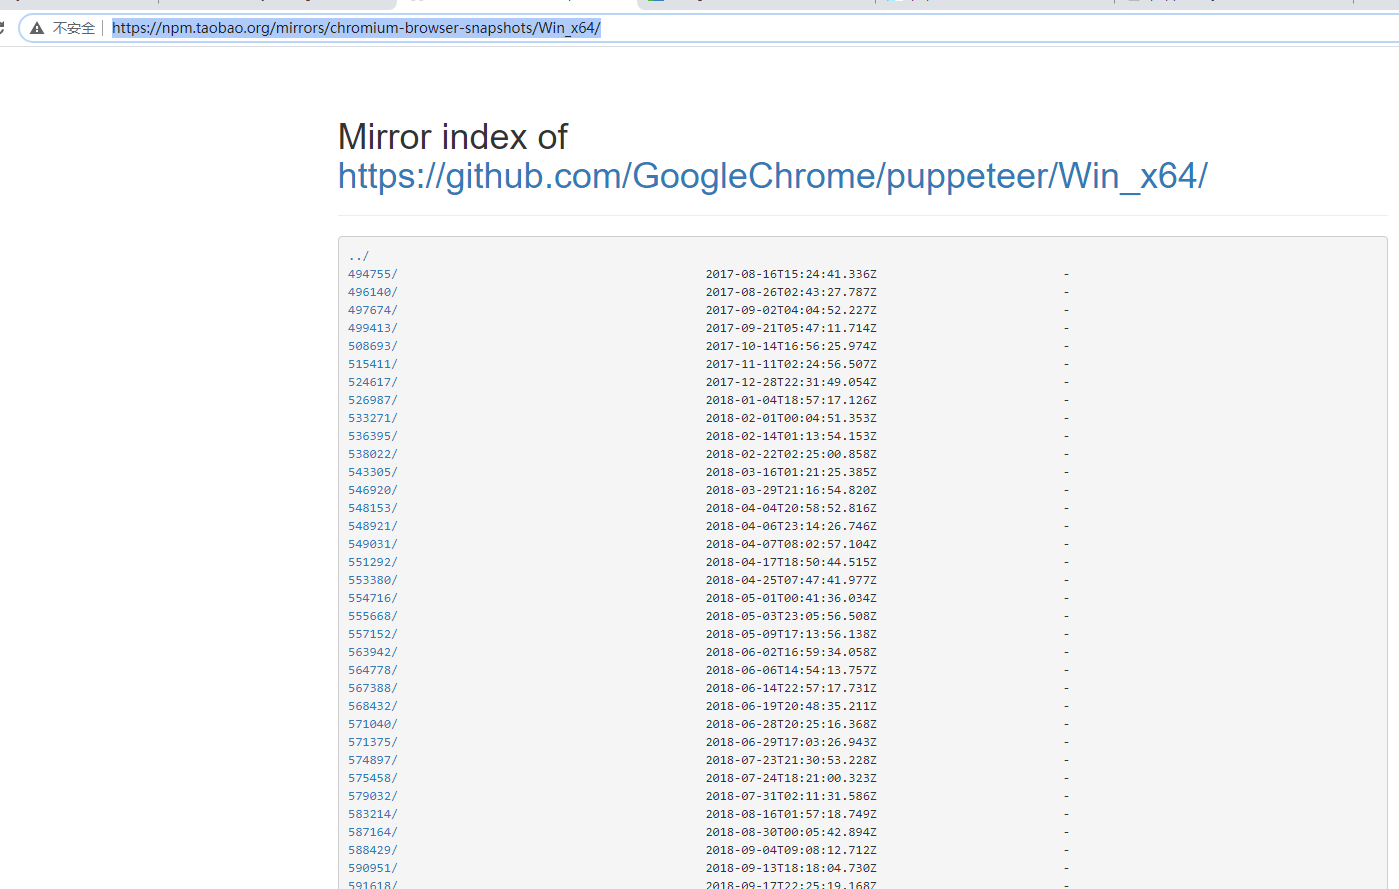 不安全 https://npm.taobao.org/mirrors/chromium-browser-snapshots/Win_x64/
Mirror index of
https://github.com/GoogleChrome/puppeteer/Win_x64/
../
494755/ 2017-08-16T15:24:41.336Z -
496140/ 2017-08-26T02:43:27.787Z -
497674/ 2017-09-02T04:04:52.227Z -
499413/ 2017-09-21T05:47:11.714Z -
508693/ 2017-10-14T16:56:25.974Z -
515411/ 2017-11-11T02:24:56.507Z -
524617/ 2017-12-28T22:31:49.054Z -
526987/ 2018-01-04T18:57:17.126Z -
533271/ 2018-02-01T00:04:51.353Z -
536395/ 2018-02-14T01:13:54.153Z -
538022/ 2018-02-22T02:25:00.858Z -
543305/ 2018-03-16T01:21:25.385Z -
546920/ 2018-03-29T21:16:54.820Z -
548153/ 2018-04-04T20:58:52.816Z -
548921/ 2018-04-06T23:14:26.746Z -
549031/ 2018-04-07T08:02:57.104Z -
551292/ 2018-04-17T18:50:44.515Z -
553380/ 2018-04-25T07:47:41.977Z -
554716/ 2018-05-01T00:41:36.034Z -
555668/ 2018-05-03T23:05:56.508Z -
557152/ 2018-05-09T17:13:56.138Z -
563942/ 2018-06-02T16:59:34.058Z -
564778/ 2018-06-06T14:54:13.757Z -
567388/ 2018-06-14T22:57:17.731Z -
568432/ 2018-06-19T20:48:35.211Z -
571040/ 2018-06-28T20:25:16.368Z -
571375/ 2018-06-29T17:03:26.943Z -
574897/ 2018-07-23T21:30:53.228Z -
575458/ 2018-07-24T18:21:00.323Z -
579032/ 2018-07-31T02:11:31.586Z -
583214/ 2018-08-16T01:57:18.749Z -
587164/ 2018-08-30T00:05:42.894Z -
588429/ 2018-09-04T09:08:12.712Z -
590951/ 2018-09-13T18:18:04.730Z -
591618/ 2018-09-17T22:25:19.168Z -